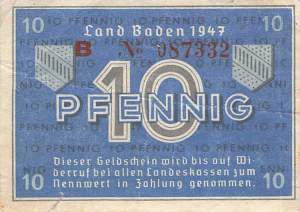 10 Land Baden 1947 10
B № 087332
10
PFENNIG
10 Dieser Geldschein wird bis auf Wi- 10
derruf bei allen Landeskassen zum
Nennwert in Zahlung genommen.